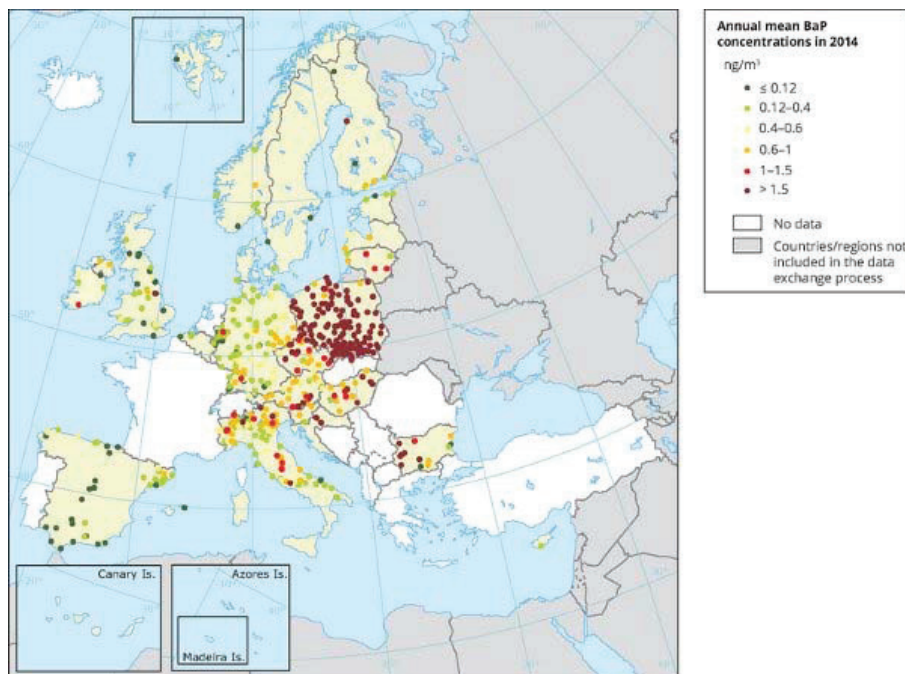 Annual mean BaP
concentrations in 2014
ng/m³
≤ 0.12
0.12–0.4
0.4–0.6
0.6–1
1–1.5
> 1.5
No data
Countries/regions not
included in the data
exchange process
Canary Is.
Azores Is.
Madeira Is.